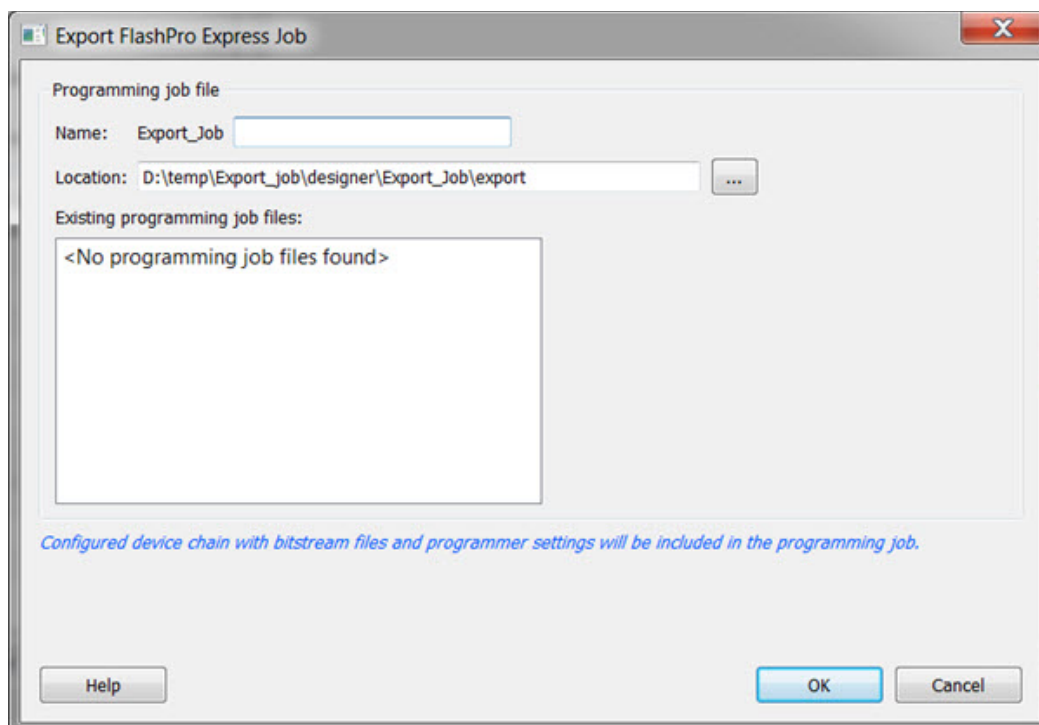 Export FlashPro Express Job
Programming job file
Name: Export_Job
Location: D:\temp\Export_job\designer\Export_Job\export
...
Existing programming job files:
<No programming job files found>
Configured device chain with bitstream files and programmer settings will be included in the programming job.
Help
OK
Cancel